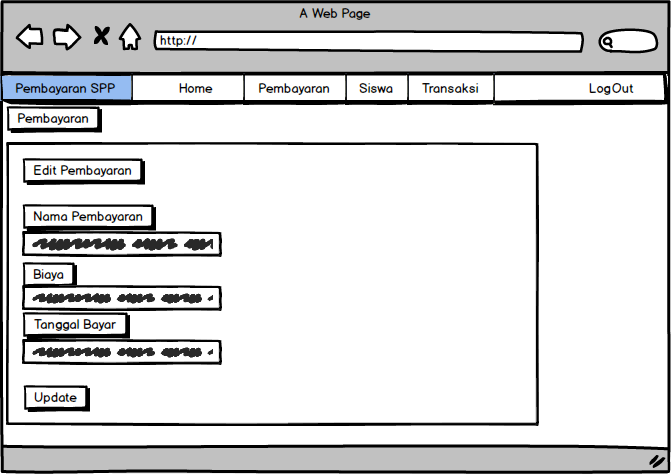 A Web Page
http://
Pembayaran SPP Home Pembayaran Siswa Transaksi LogOut
Pembayaran
Edit Pembayaran
Nama Pembayaran
Biaya
Tanggal Bayar
Update